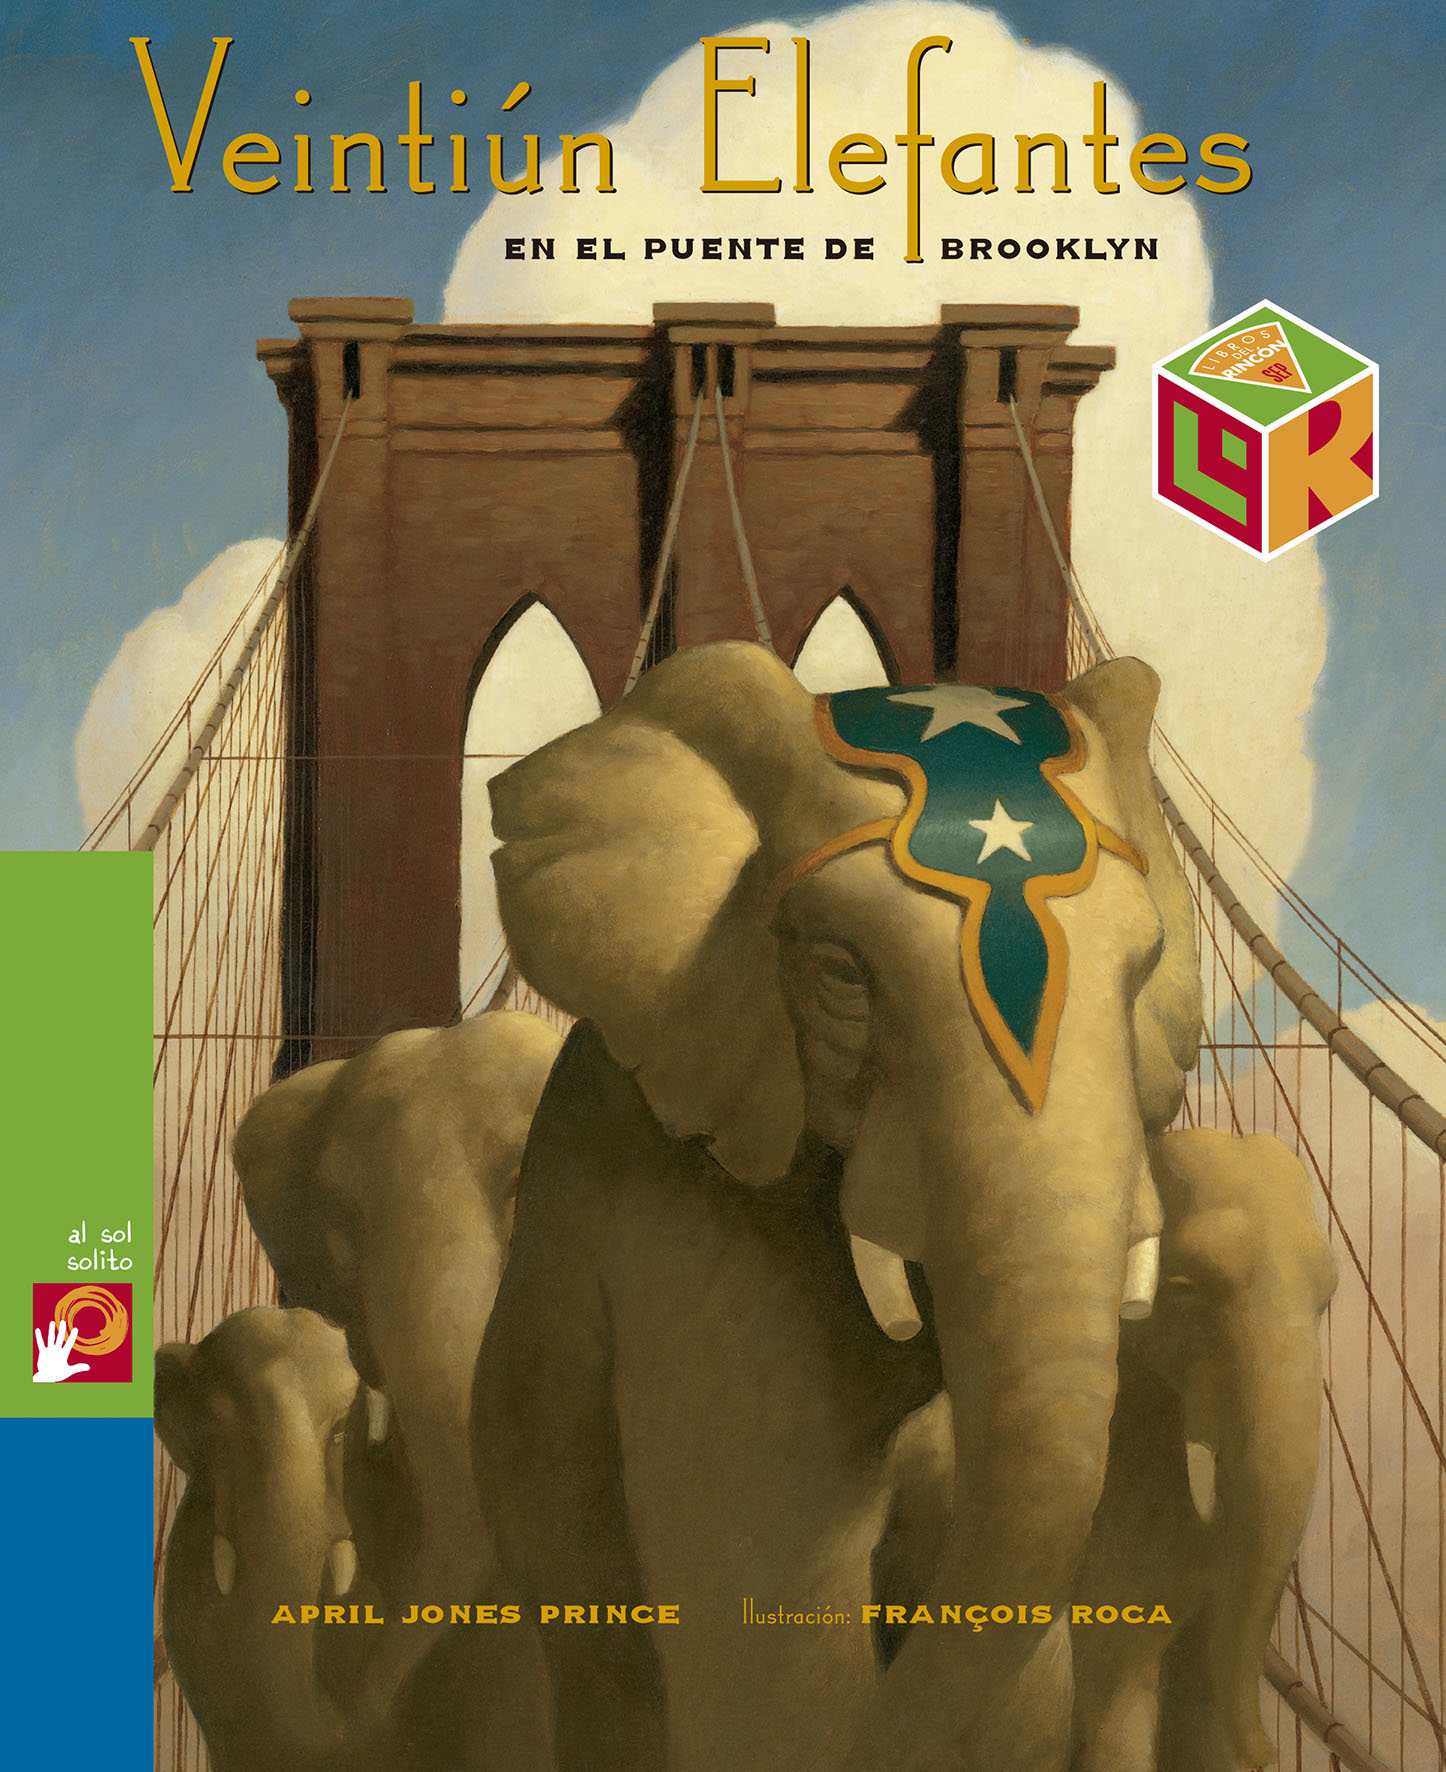 Veintiún Elefantes
EN EL PUENTE DE BROOKLYN
LIBROS
DEL
RINCÓN
SEP
LR
al sol
solito
APRIL JONES PRINCE Ilustración: FRANÇOIS ROCA